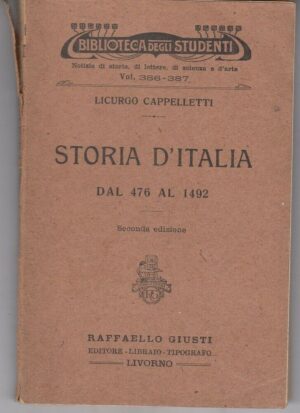 BIBLIOTECA DEGLI STUDENTI
Notizie di storia, di lettere, di scienze e d'arte
Vol. 386-387
LICURGO CAPPELLETTI
STORIA D'ITALIA
DAL 476 AL 1492
Seconda edizione
RAFFAELLO GIUSTI
EDITORE - LIBRAIO - TIPOGRAFO
LIVORNO